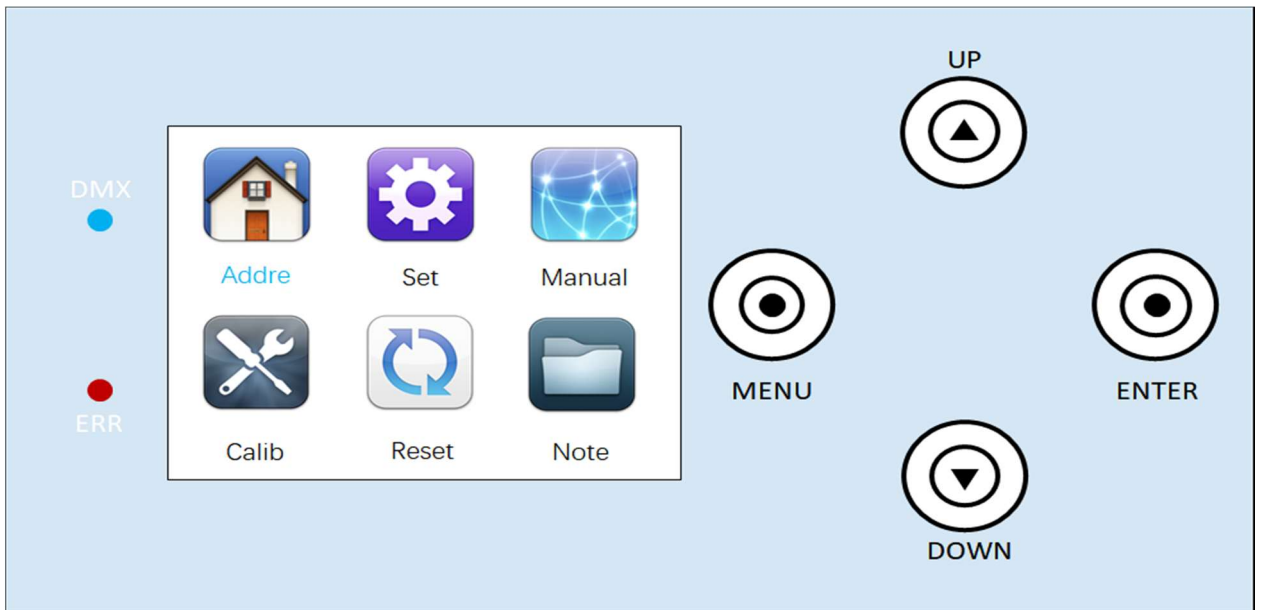 UP
DMX
Addre Set Manual
MENU ENTER
ERR
Calib Reset Note
DOWN